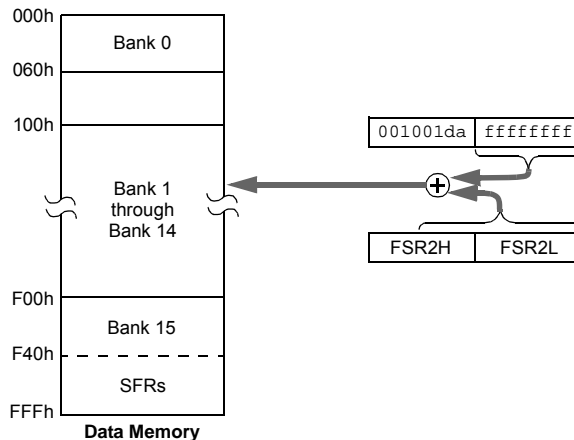 000h
Bank 0
060h
100h
001001da ffffffff
Bank 1
through
Bank 14
FSR2H FSR2L
F00h
Bank 15
F40h
SFRs
FFFh
Data Memory